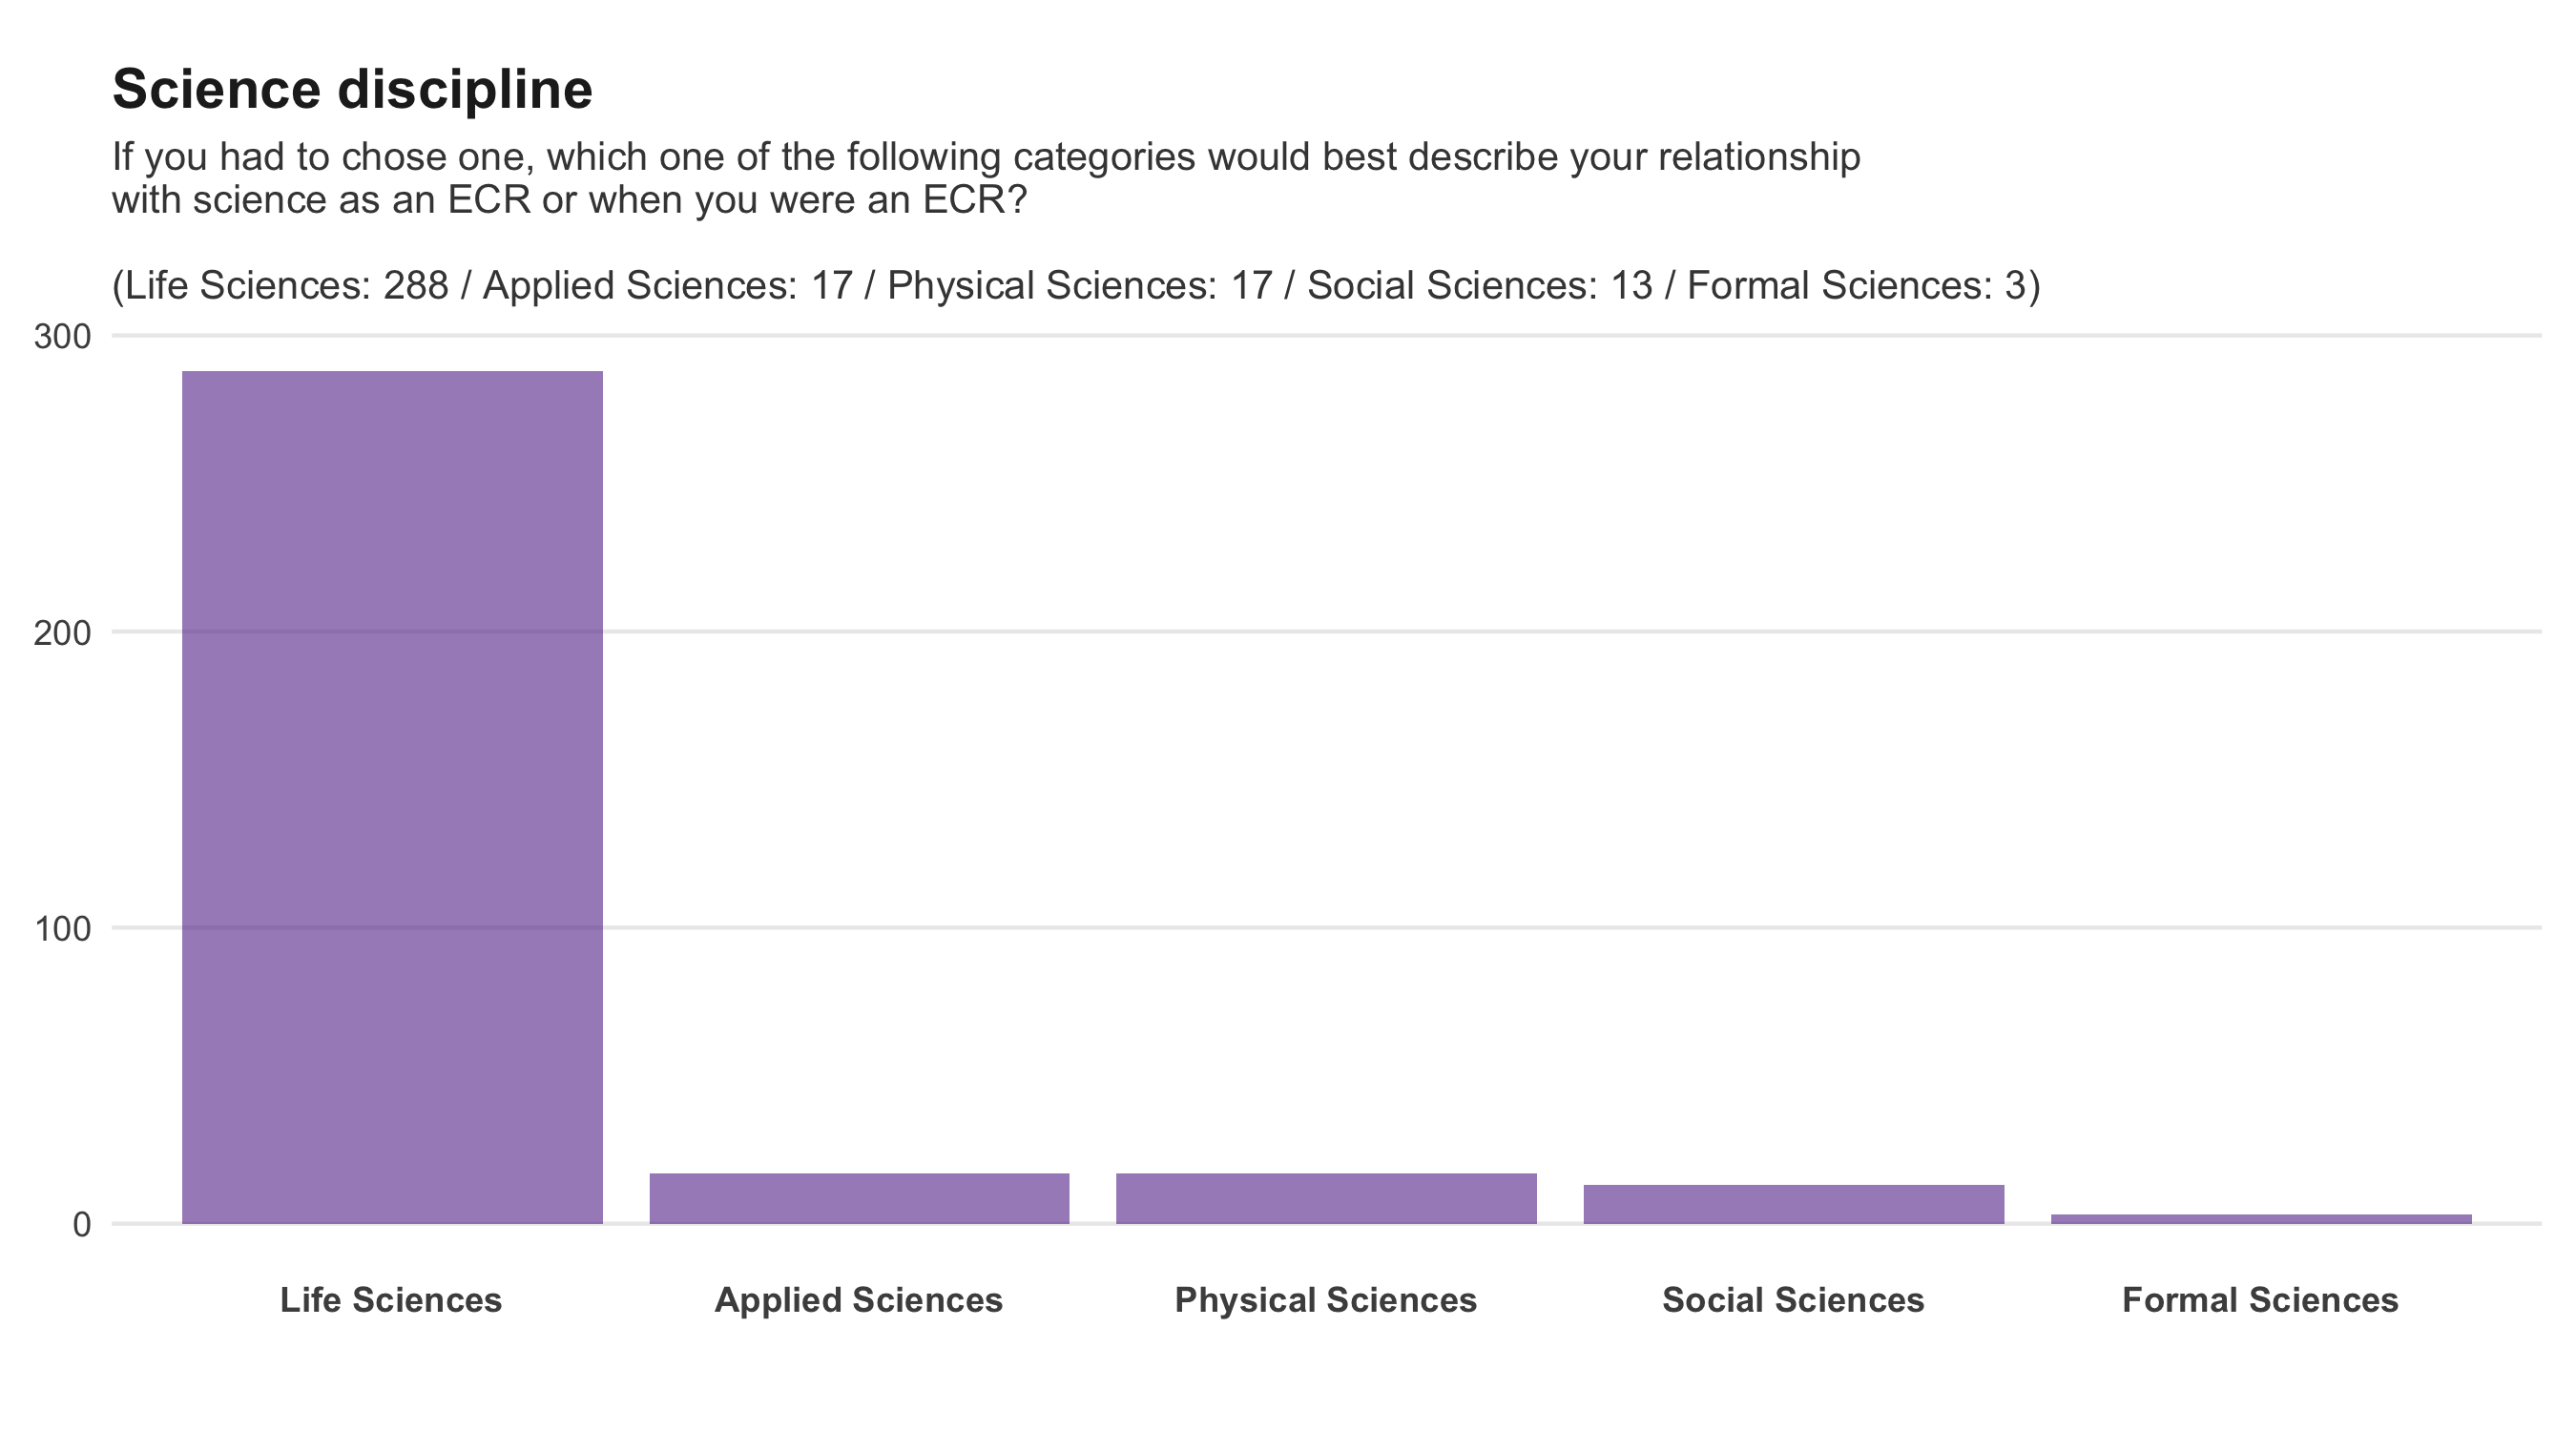 Science discipline
If you had to chose one, which one of the following categories would best describe your relationship
with science as an ECR or when you were an ECR?
(Life Sciences: 288 / Applied Sciences: 17 / Physical Sciences: 17 / Social Sciences: 13 / Formal Sciences: 3)
300
200
100
0
Life Sciences
Applied Sciences
Physical Sciences
Social Sciences
Formal Sciences